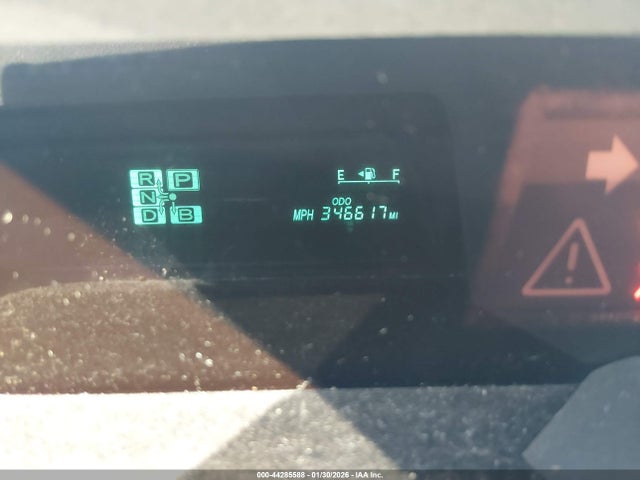 R P E F
N
ODO
D B MPH 346617 MI
000-44285588 - 01/30/2026 - IAA Inc.